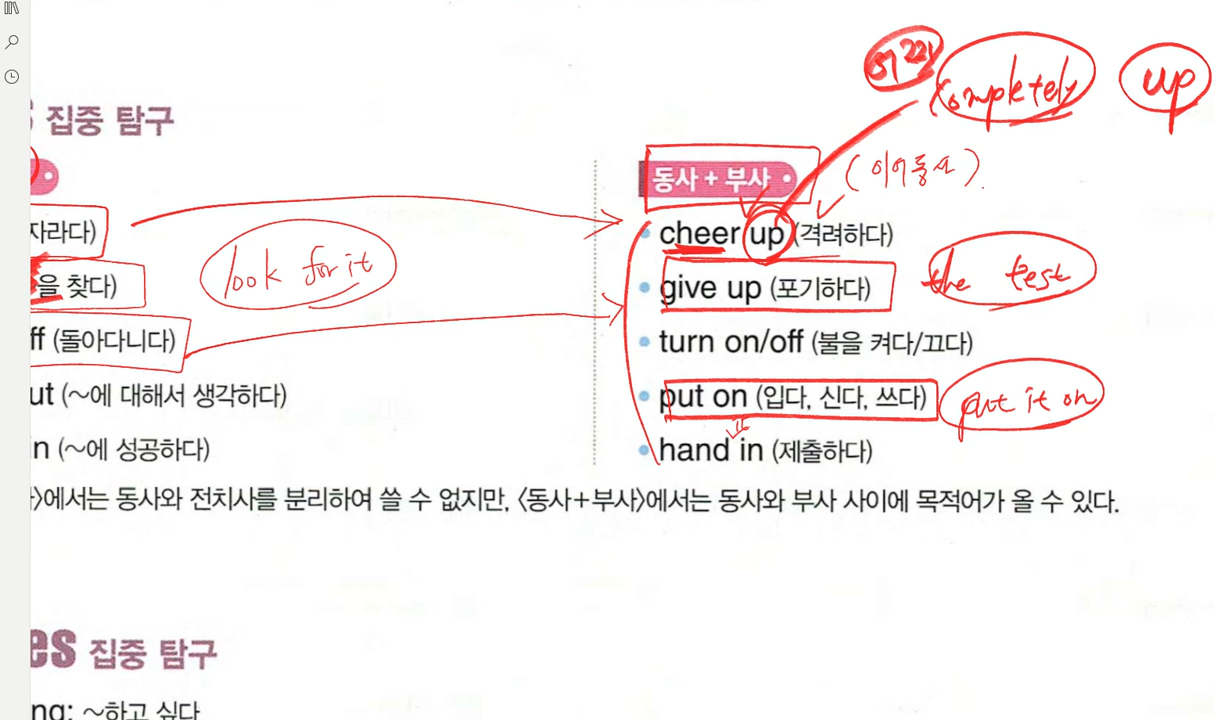 completely up
집중 탐구
동사 + 부사 (이어동사)
자라다)
cheer up (격려하다)
을 찾다)
look for it
give up (포기하다)
the test
ff (돌아다니다)
turn on/off (불을 켜다/끄다)
ut (~에 대해서 생각하다)
put on (입다, 신다, 쓰다)
put it on
n (~에 성공하다)
hand in (제출하다)
에서는 동사와 전치사를 분리하여 쓸 수 없지만, 〈동사+부사〉에서는 동사와 부사 사이에 목적어가 올 수 있다.
es 집중 탐구
ng: ~하고 싶다